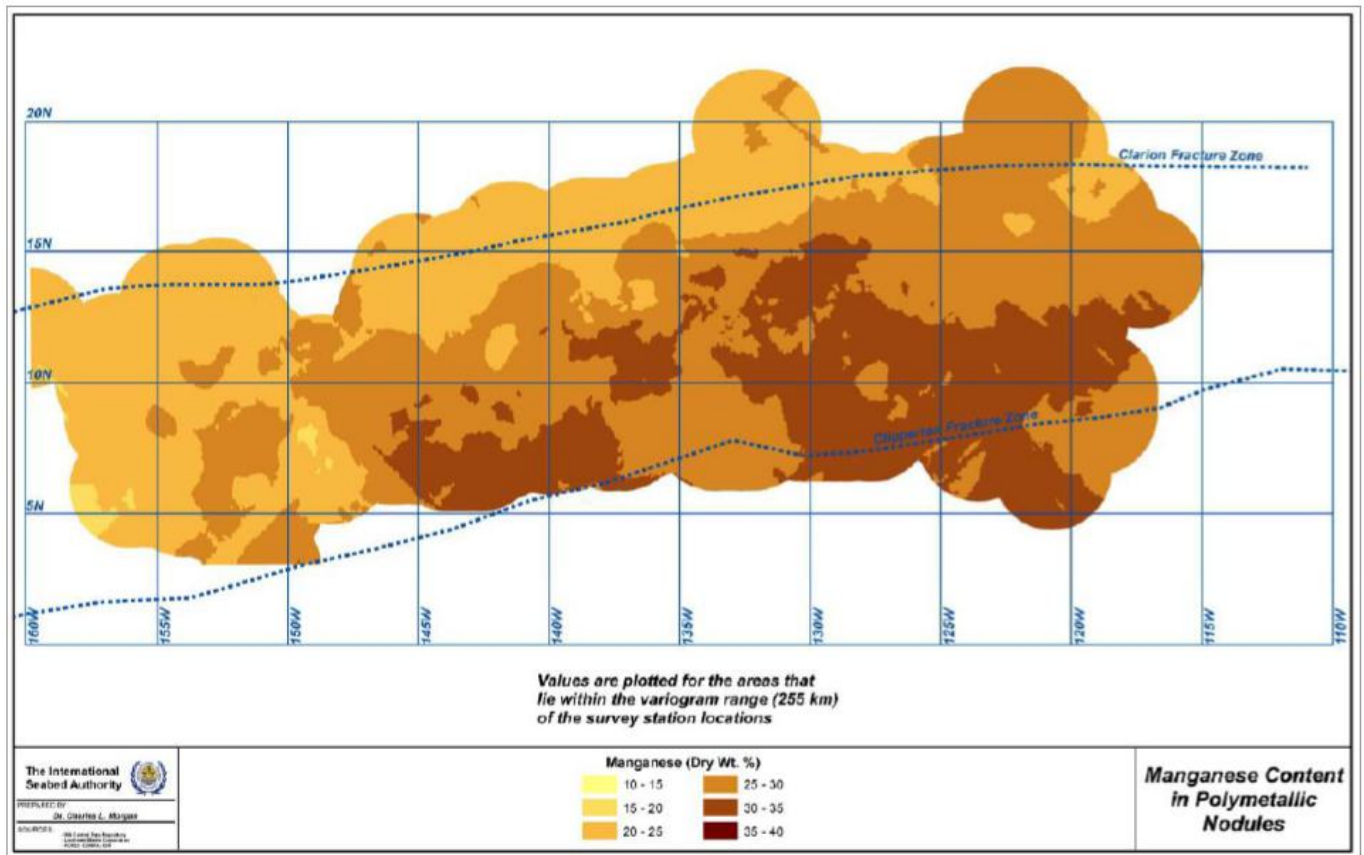 20N
Clarion Fracture Zone
15N
10N
Clipperton Fracture Zone
5N
160W
155W
150W
145W
140W
135W
130W
125W
120W
115W
110W
Values are plotted for the areas that
lie within the variogram range (255 km)
of the survey station locations
The International
Seabed Authority
PREPARED BY
Dr. Charles L. Morgan
SOURCES
Manganese (Dry Wt. %)
10 - 15
15 - 20
20 - 25
25 - 30
30 - 35
35 - 40
Manganese Content
in Polymetallic
Nodules